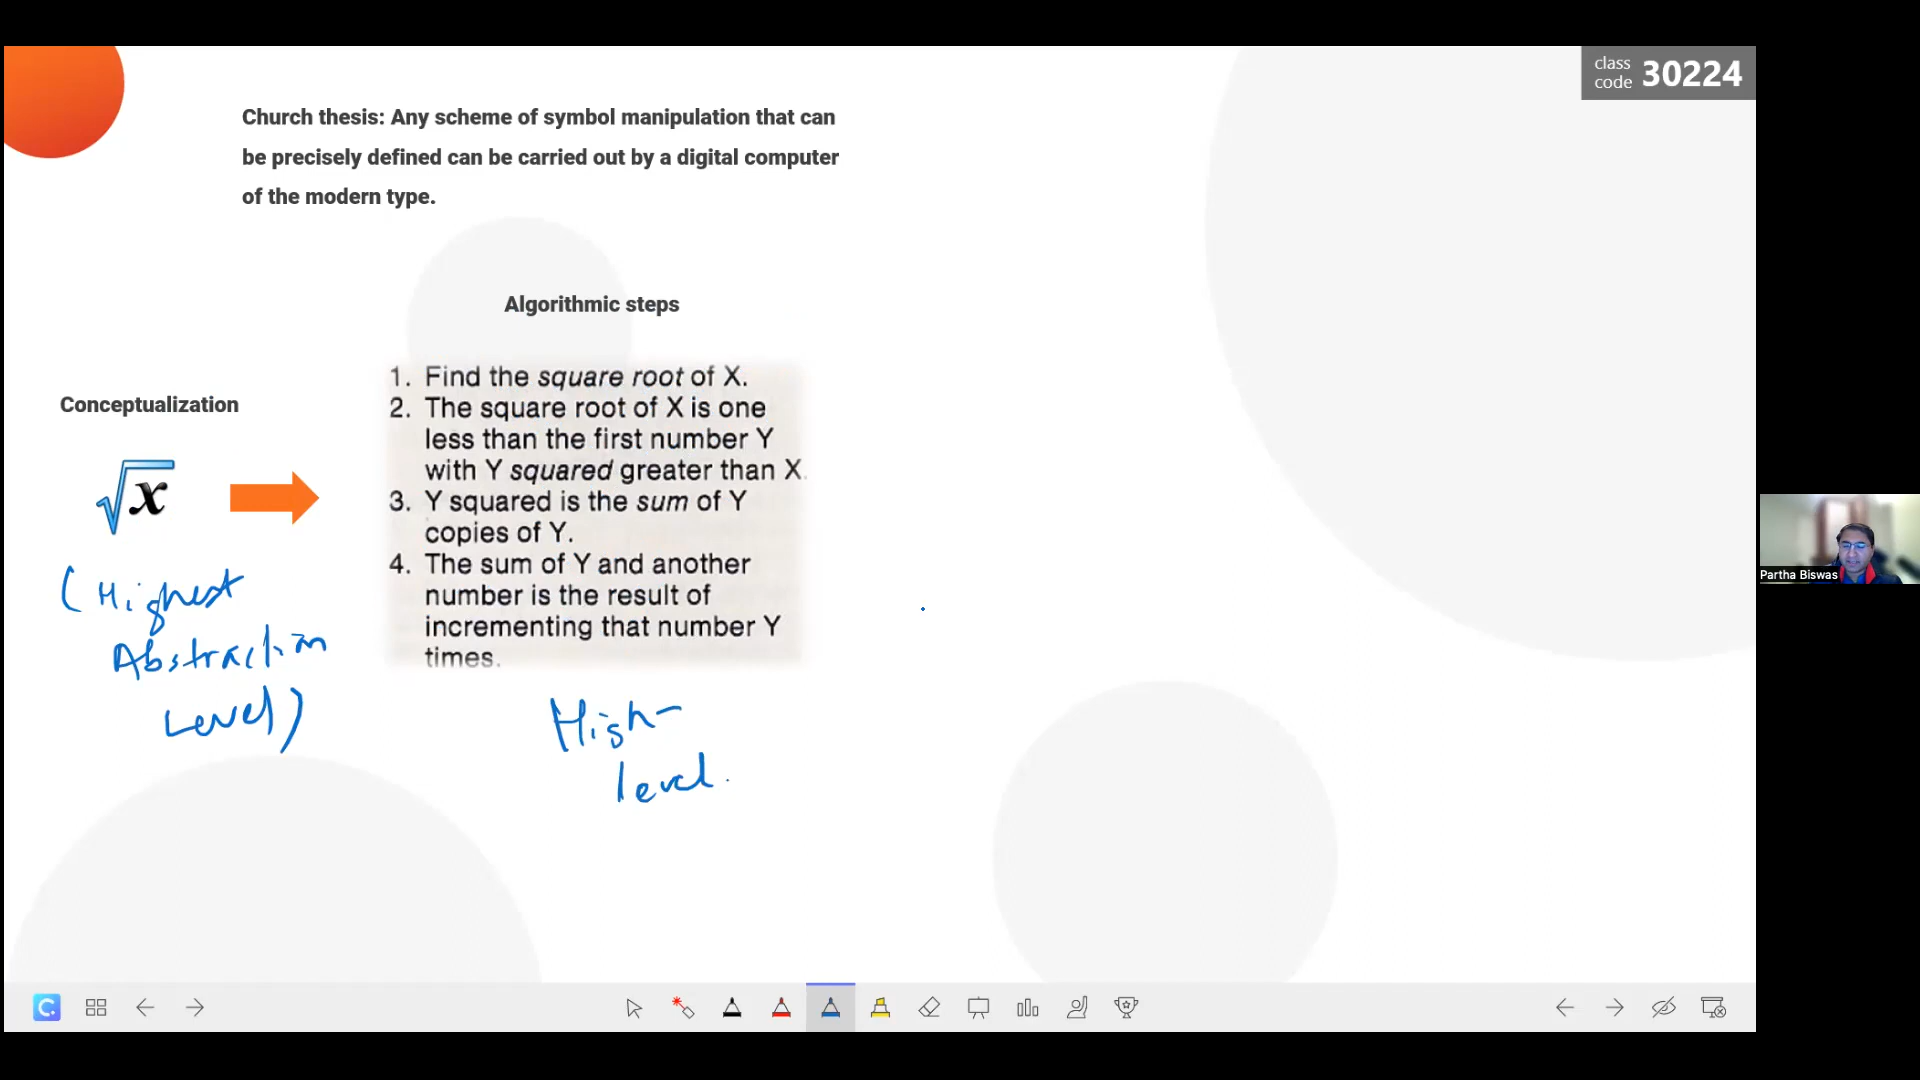 class
code 30224
Church thesis: Any scheme of symbol manipulation that can
be precisely defined can be carried out by a digital computer
of the modern type.
Algorithmic steps
Conceptualization
√x
(Highest
Abstraction
Level)
1. Find the square root of X.
2. The square root of X is one
less than the first number Y
with Y squared greater than X.
3. Y squared is the sum of Y
copies of Y.
4. The sum of Y and another
number is the result of
incrementing that number Y
times.
High-
level.
Partha Biswas
C.